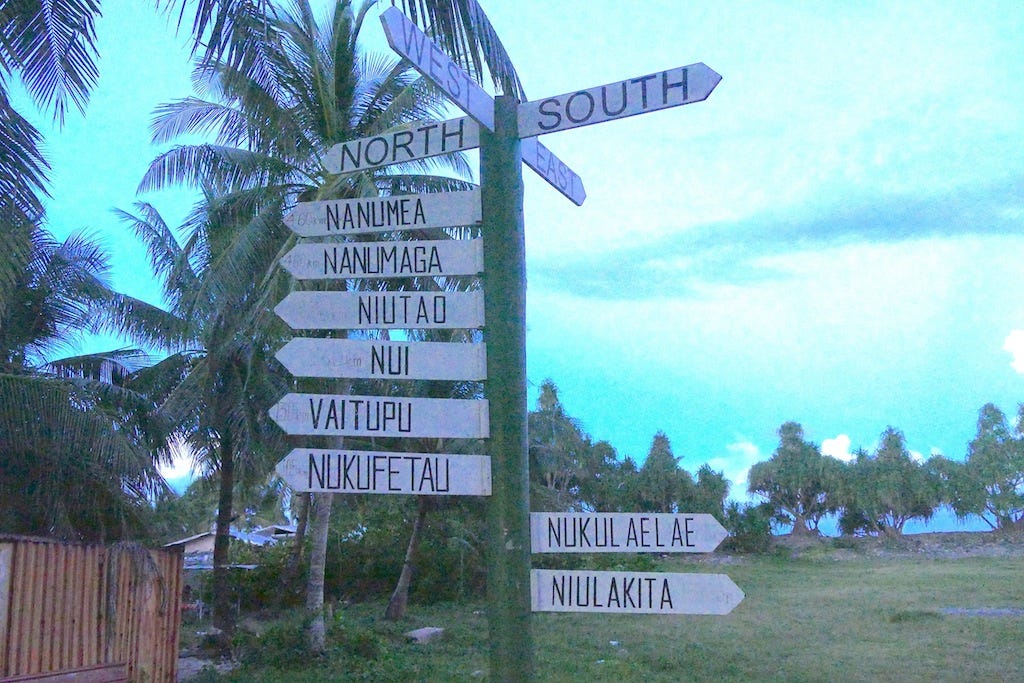 WEST
SOUTH
NORTH
EAST
NANUMEA
NANUMAGA
NIUTAO
NUI
VAITUPU
NUKUFETAU
NUKULAELAE
NIULAKITA